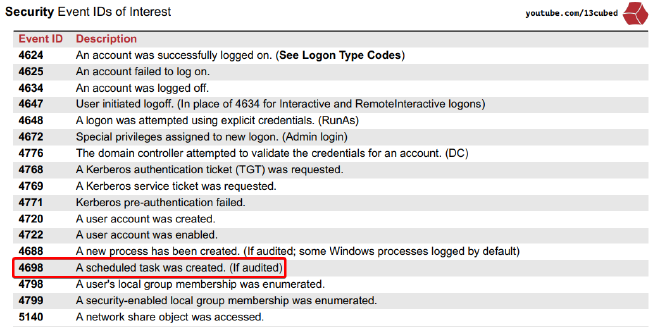 Security Event IDs of Interest
youtube.com/13cubed
Event ID Description
4624 An account was successfully logged on. (See Logon Type Codes)
4625 An account failed to log on.
4634 An account was logged off.
4647 User initiated logoff. (In place of 4634 for Interactive and RemoteInteractive logons)
4648 A logon was attempted using explicit credentials. (RunAs)
4672 Special privileges assigned to new logon. (Admin login)
4776 The domain controller attempted to validate the credentials for an account. (DC)
4768 A Kerberos authentication ticket (TGT) was requested.
4769 A Kerberos service ticket was requested.
4771 Kerberos pre-authentication failed.
4720 A user account was created.
4722 A user account was enabled.
4688 A new process has been created. (If audited; some Windows processes logged by default)
4698 A scheduled task was created. (If audited)
4798 A user's local group membership was enumerated.
4799 A security-enabled local group membership was enumerated.
5140 A network share object was accessed.